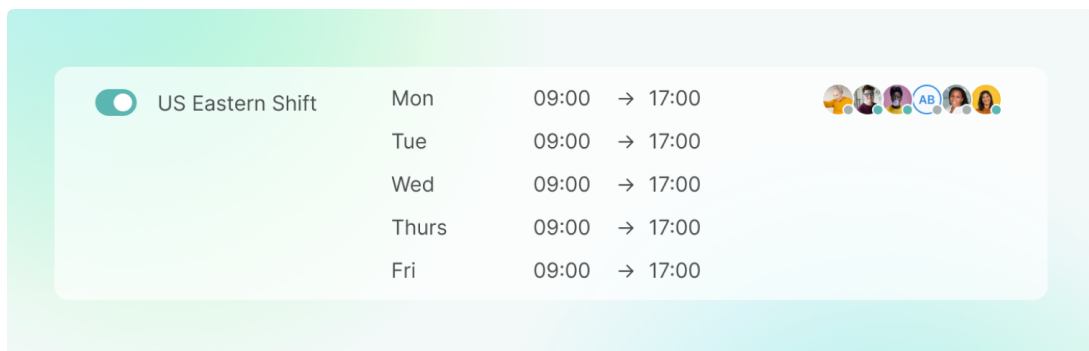 US Eastern Shift
Mon 09:00 → 17:00
AB
Tue 09:00 → 17:00
Wed 09:00 → 17:00
Thurs 09:00 → 17:00
Fri 09:00 → 17:00